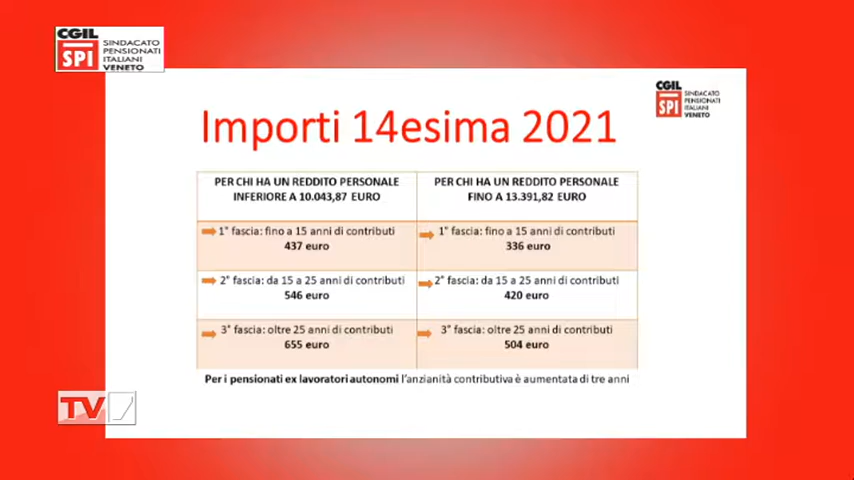 CGIL
SPI
SINDACATO
PENSIONATI
ITALIANI
VENETO
CGIL
SPI
SINDACATO
PENSIONATI
ITALIANI
VENETO
Importi 14esima 2021
PER CHI HA UN REDDITO PERSONALE
INFERIORE A 10.043,87 EURO
PER CHI HA UN REDDITO PERSONALE
FINO A 13.391,82 EURO
1° fascia: fino a 15 anni di contributi
437 euro
1° fascia: fino a 15 anni di contributi
336 euro
2° fascia: da 15 a 25 anni di contributi
546 euro
2° fascia: da 15 a 25 anni di contributi
420 euro
3° fascia: oltre 25 anni di contributi
655 euro
3° fascia: oltre 25 anni di contributi
504 euro
Per i pensionati ex lavoratori autonomi l'anzianità contributiva è aumentata di tre anni
TV